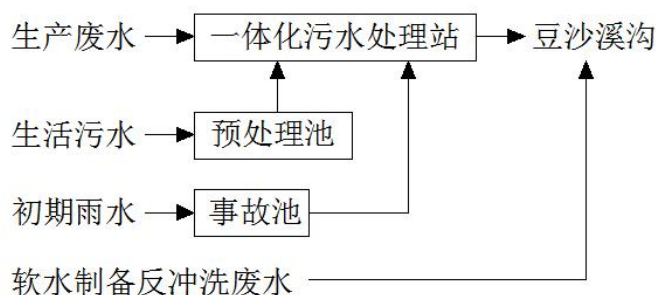 生产废水 一体化污水处理站 豆沙溪沟
生活污水 预处理池
初期雨水 事故池
软水制备反冲洗废水